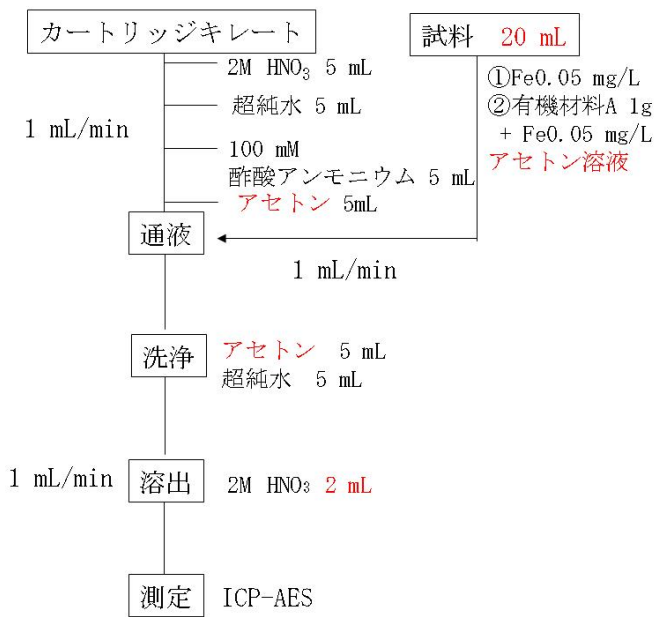 カートリッジキレート
2M HNO₃ 5 mL
超純水 5 mL
1 mL/min
100 mM
酢酸アンモニウム 5 mL
アセトン 5mL
試料 20 mL
①Fe0.05 mg/L
②有機材料A 1g
+ Fe0.05 mg/L
アセトン溶液
通液
1 mL/min
洗浄
アセトン 5 mL
超純水 5 mL
1 mL/min
溶出
2M HNO₃ 2 mL
測定
ICP-AES